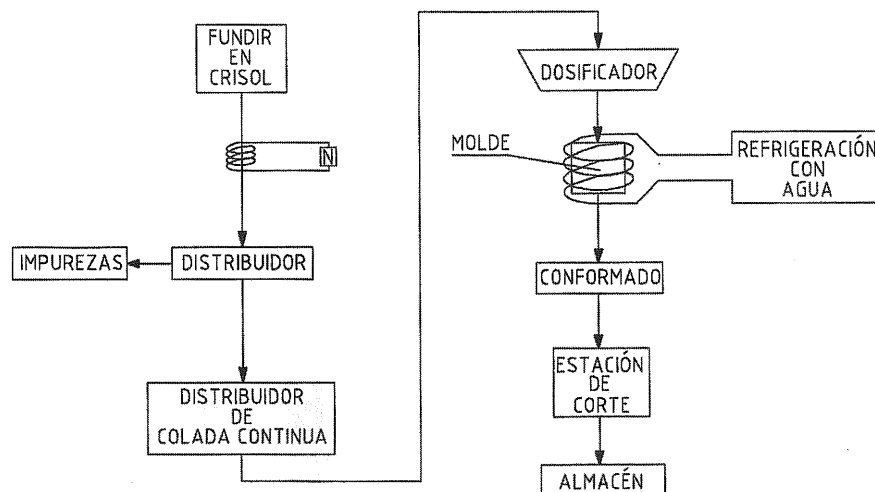 FUNDIR
EN
CRISOL
N
IMPUREZAS
DISTRIBUIDOR
DISTRIBUIDOR
DE
COLADA CONTINUA
DOSIFICADOR
MOLDE
REFRIGERACIÓN
CON
AGUA
CONFORMADO
ESTACIÓN
DE
CORTE
ALMACÉN